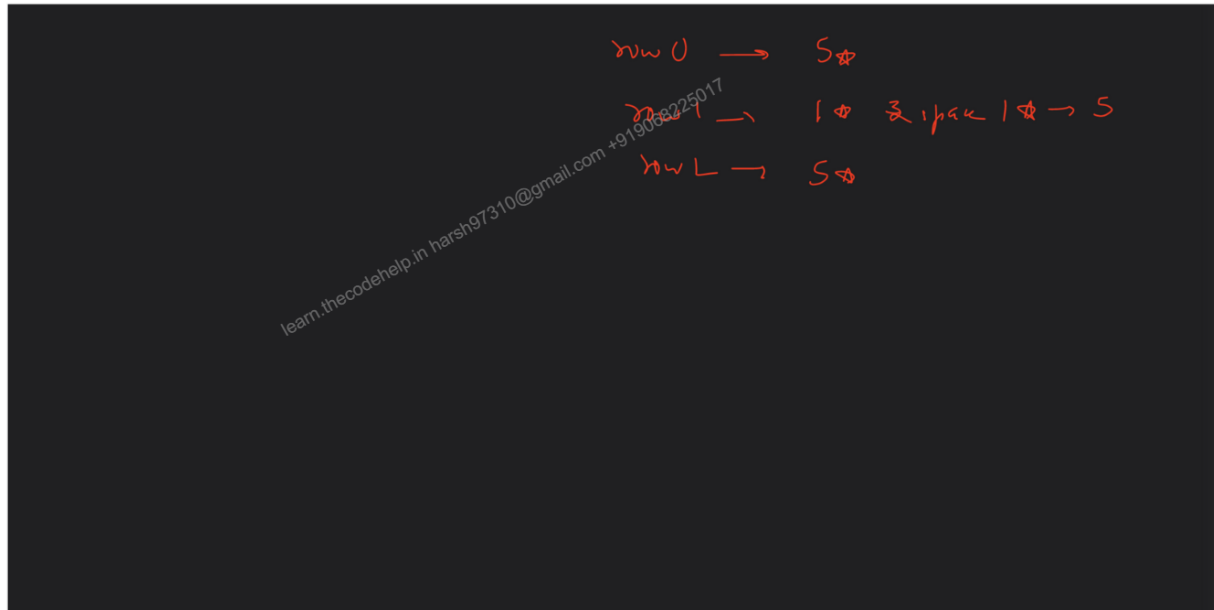 row 0 → 5☆
row 1 → 1☆ 3 space 1☆ → 5
row 2 → 5☆
learn.thecodehelp.in harsh97310@gmail.com +919068225017